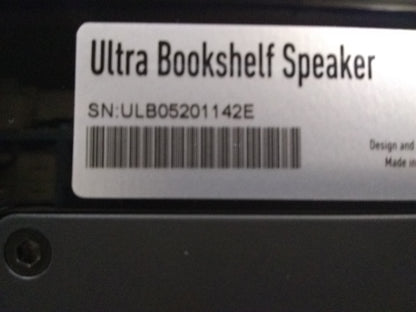 Ultra Bookshelf Speaker
SN:ULB05201142E
Design and
Made in